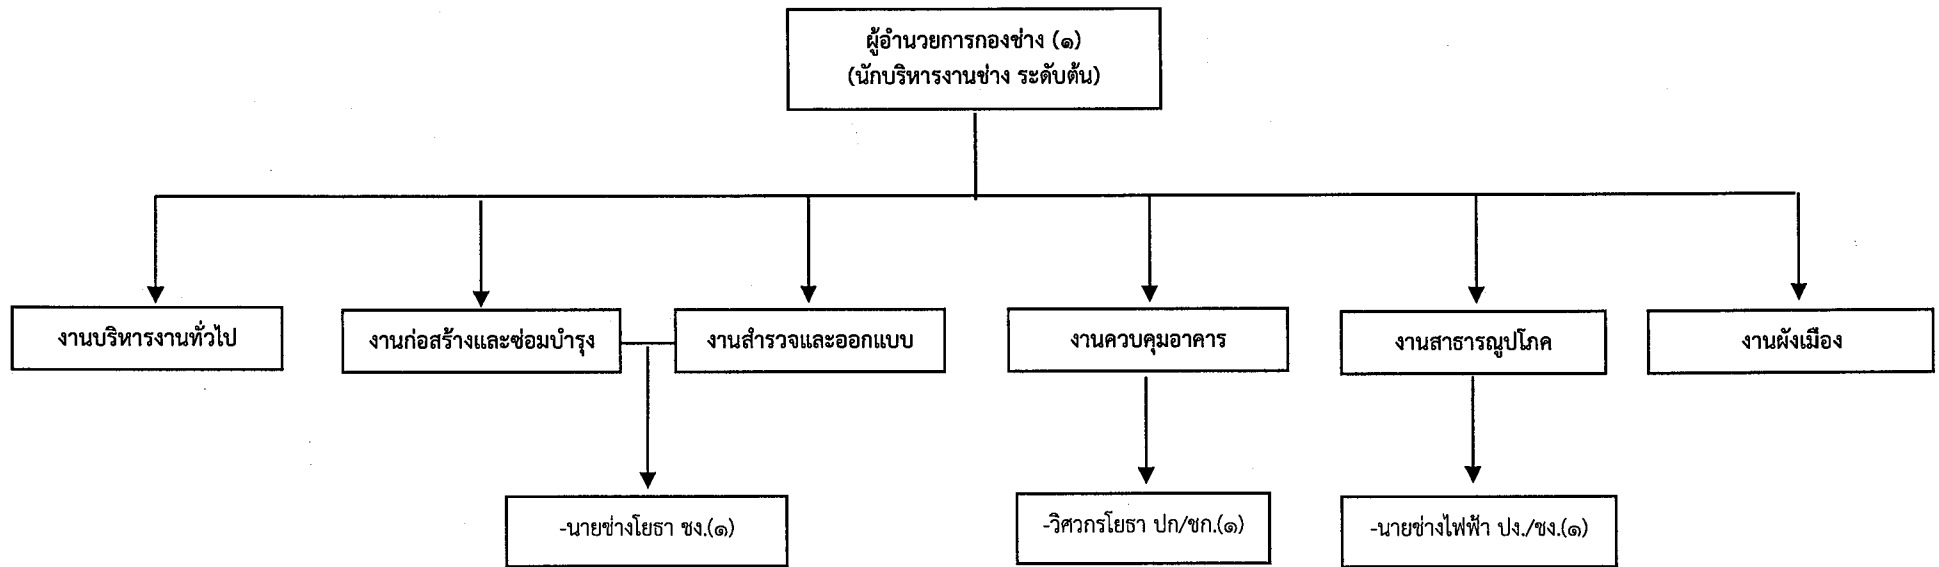 ผู้อำนวยการกองช่าง (๑)
(นักบริหารงานช่าง ระดับต้น)
งานบริหารงานทั่วไป
งานก่อสร้างและซ่อมบำรุง
งานสำรวจและออกแบบ
งานควบคุมอาคาร
งานสาธารณูปโภค
งานผังเมือง
-นายช่างโยธา ชง.(๑)
-วิศวกรโยธา ปก/ชก.(๑)
-นายช่างไฟฟ้า ปง./ชง.(๑)